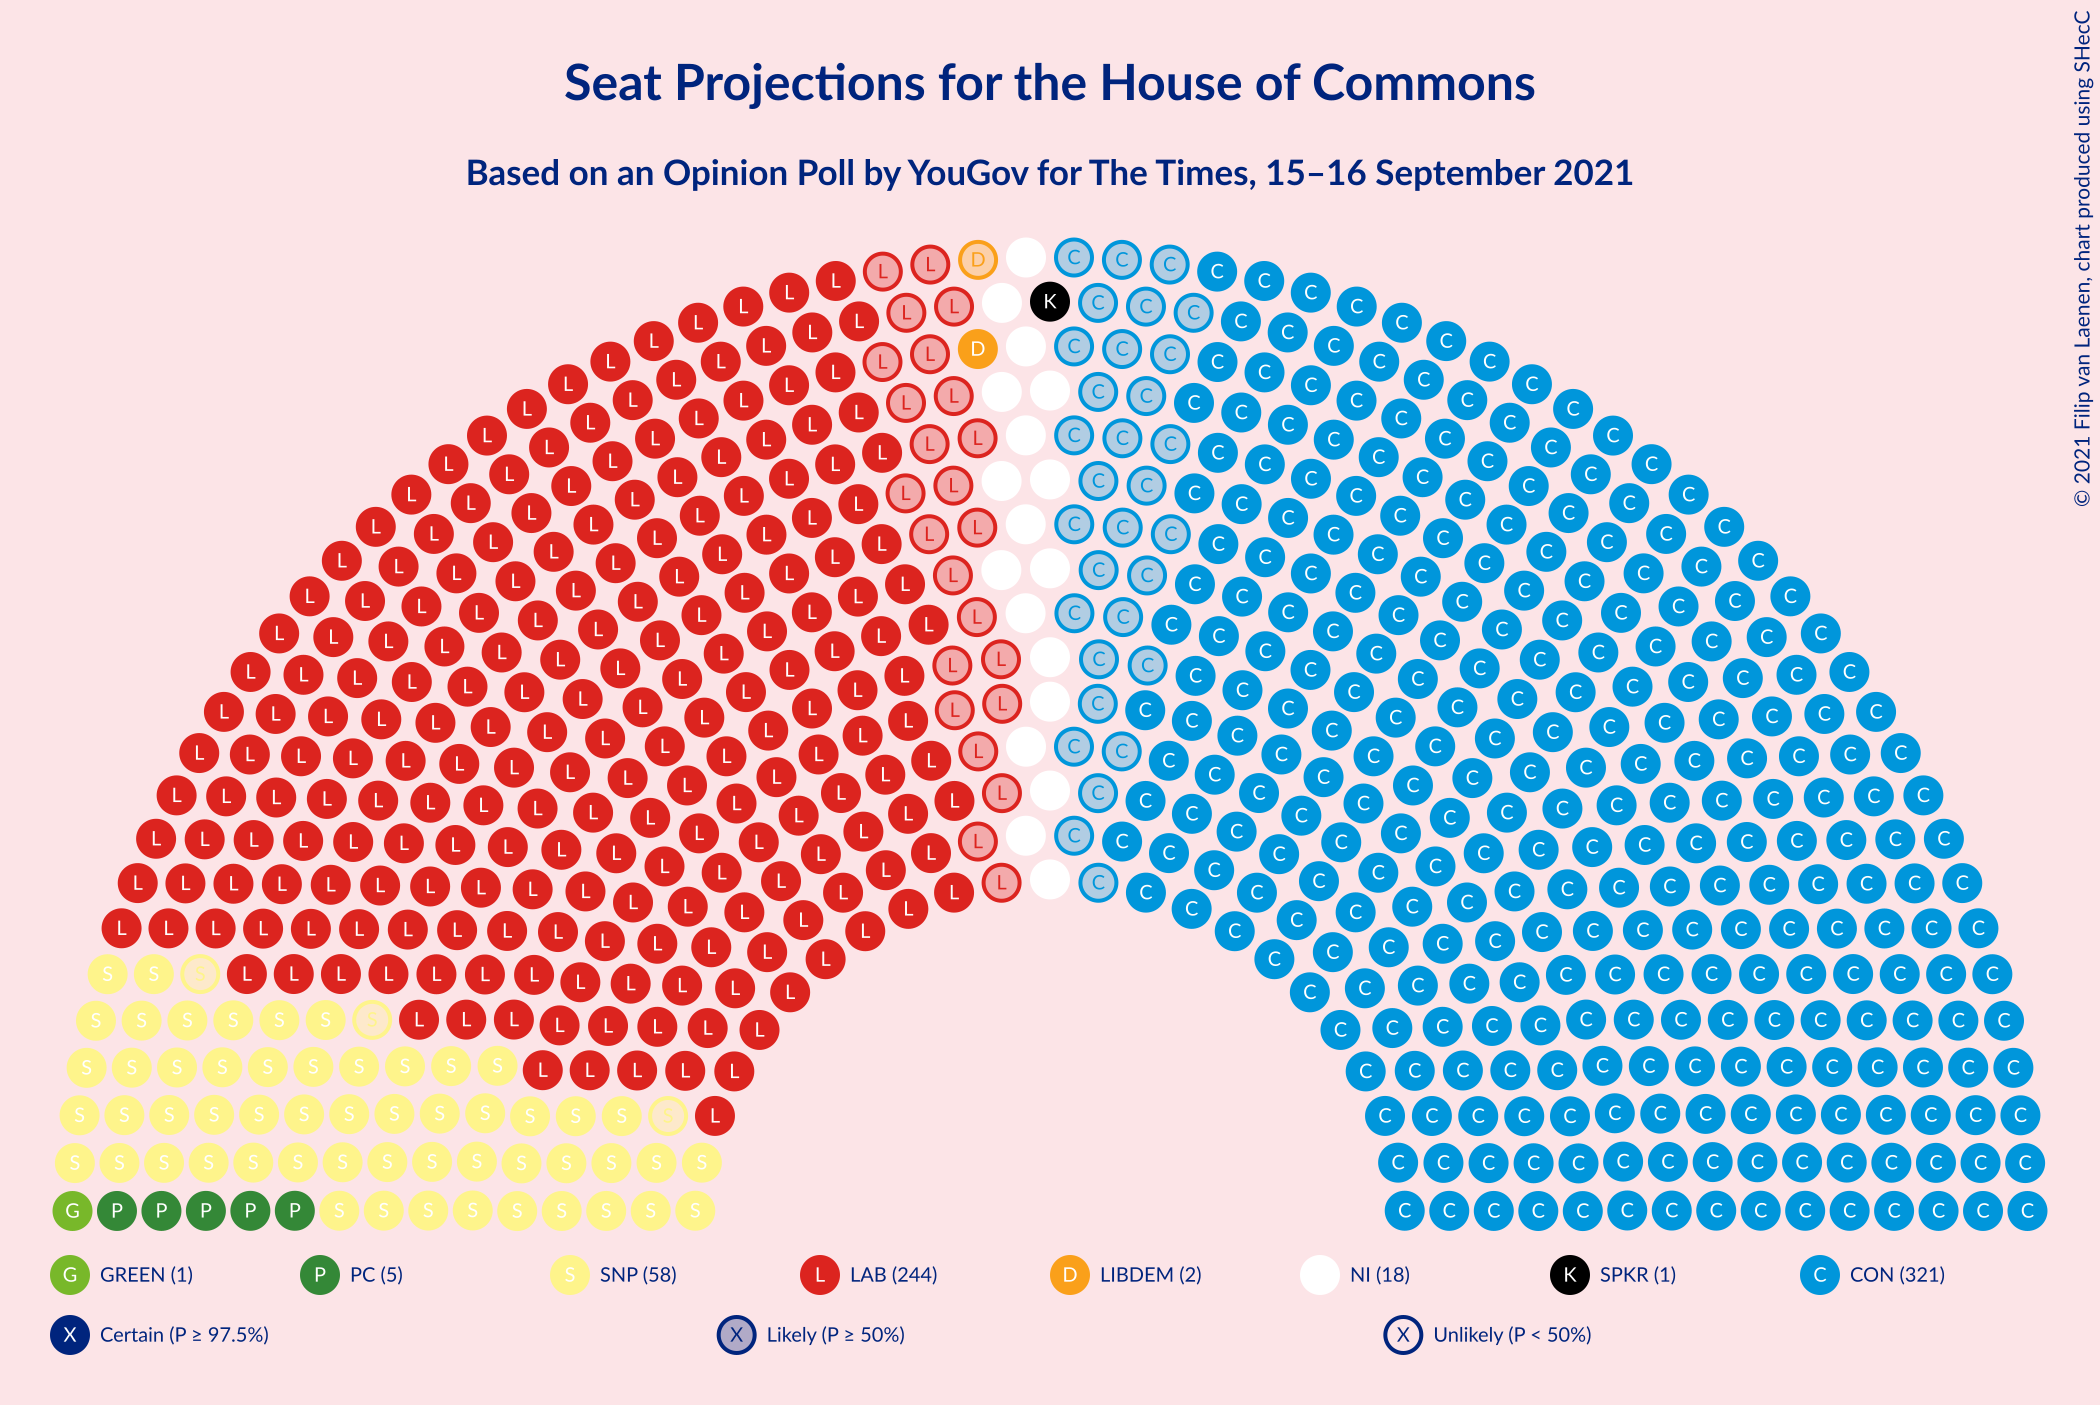 Seat Projections for the House of Commons
Based on an Opinion Poll by YouGov for The Times, 15–16 September 2021
© 2021 Filip van Laenen, chart produced using SHecC
G GREEN (1) P PC (5) S SNP (58) L LAB (244) D LIBDEM (2) NI (18) K SPKR (1) C CON (321)
X Certain (P ≥ 97.5%) X Likely (P ≥ 50%) X Unlikely (P < 50%)